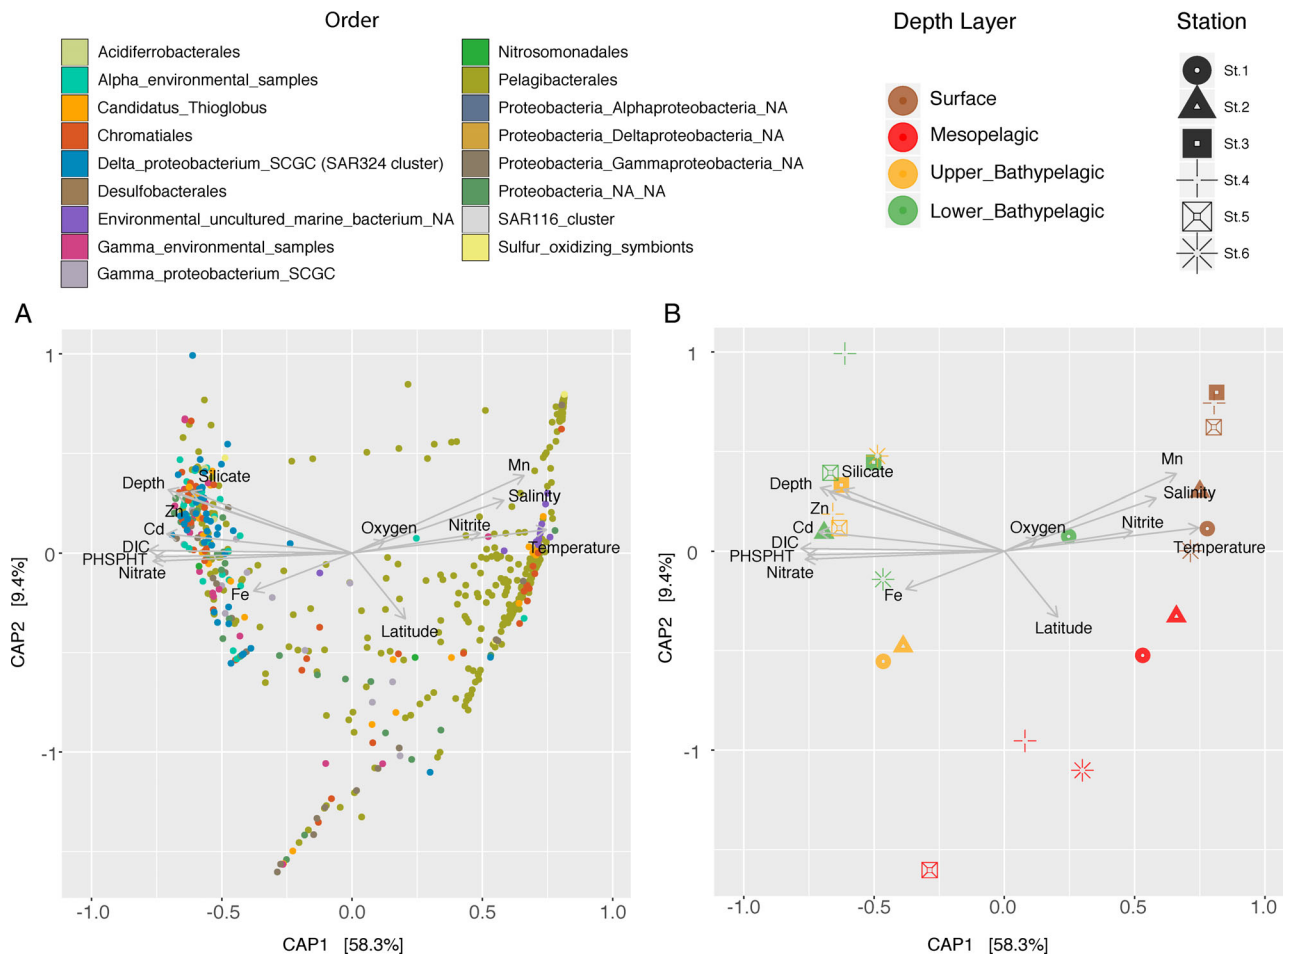 Order
Acidiferrobacterales
Alpha_environmental_samples
Candidatus_Thioglobus
Chromatiales
Delta_proteobacterium_SCGC (SAR324 cluster)
Desulfobacterales
Environmental_uncultured_marine_bacterium_NA
Gamma_environmental_samples
Gamma_proteobacterium_SCGC
Nitrosomonadales
Pelagibacterales
Proteobacteria_Alphaproteobacteria_NA
Proteobacteria_Deltaproteobacteria_NA
Proteobacteria_Gammaproteobacteria_NA
Proteobacteria_NA_NA
SAR116_cluster
Sulfur_oxidizing_symbionts
Depth Layer
Surface
Mesopelagic
Upper_Bathypelagic
Lower_Bathypelagic
Station
St.1
St.2
St.3
St.4
St.5
St.6
A
1
0
-1
CAP2 [9.4%]
Silicate
Depth
Zn
Cd
DIC
PHSPHT
Nitrate
Fe
Mn
Salinity
Oxygen
Nitrite
Temperature
Latitude
-1.0
-0.5
0.0
0.5
1.0
CAP1 [58.3%]
B
1
0
-1
CAP2 [9.4%]
Silicate
Depth
Zn
Cd
DIC
PHSPHT
Nitrate
Fe
Mn
Salinity
Oxygen
Nitrite
Temperature
Latitude
-1.0
-0.5
0.0
0.5
1.0
CAP1 [58.3%]